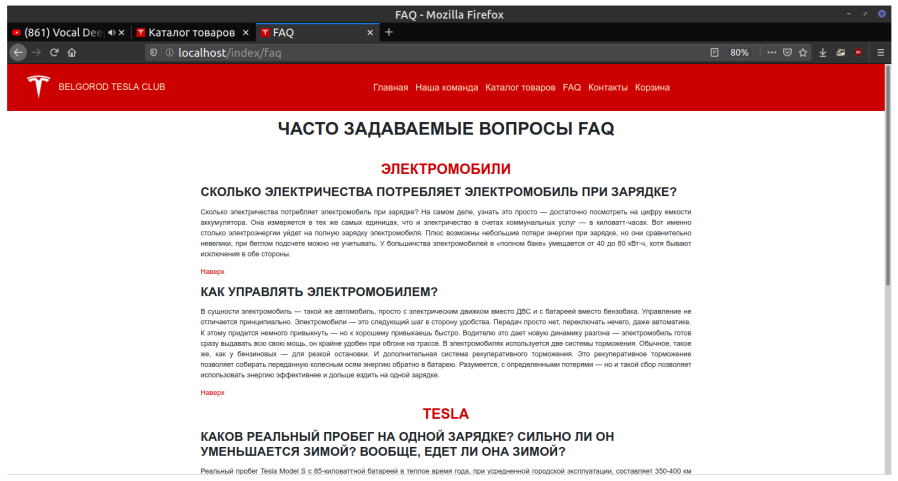 FAQ - Mozilla Firefox
(861) Vocal Dee
Каталог товаров
FAQ
localhost/index/faq
80%
BELGOROD TESLA CLUB
Главная Наша команда Каталог товаров FAQ Контакты Корзина
ЧАСТО ЗАДАВАЕМЫЕ ВОПРОСЫ FAQ
ЭЛЕКТРОМОБИЛИ
СКОЛЬКО ЭЛЕКТРИЧЕСТВА ПОТРЕБЛЯЕТ ЭЛЕКТРОМОБИЛЬ ПРИ ЗАРЯДКЕ?
Сколько электричества потребляет электромобиль при зарядке? На самом деле, узнать это просто — достаточно посмотреть на цифру емкости
аккумулятора. Она измеряется в тех же самых единицах, что и электричество в счетах коммунальных услуг — в киловатт-часах. Вот именно
столько электроэнергии уйдет на полную зарядку электромобиля. Плюс возможны небольшие потери энергии при зарядке, но они сравнительно
невелики, при беглом подсчете можно не учитывать. У большинства электромобилей в «полном баке» умещается от 40 до 80 кВт-ч, хотя бывают
исключения в обе стороны.
Наверх
КАК УПРАВЛЯТЬ ЭЛЕКТРОМОБИЛЕМ?
В сущности электромобиль — такой же автомобиль, просто с электрическим движком вместо ДВС и с батареей вместо бензобака. Управление не
отличается принципиально. Электромобили — это следующий шаг в сторону удобства. Передач просто нет, переключать нечего, даже автоматике.
К этому придется немного привыкнуть — но к хорошему привыкаешь быстро. Водителю это дает новую динамику разгона — электромобиль готов
сразу выдавать всю свою мощь, он крайне удобен при обгоне на трассе. В электромобилях используется две системы торможения. Обычное, такое
же, как у бензиновых — для резкой остановки. И дополнительная система рекуперативного торможения. Это рекуперативное торможение
позволяет собирать переданную колесным осям энергию обратно в батарею. Разумеется, с определенными потерями — но и такой сбор позволяет
использовать энергию эффективнее и дольше ездить на одной зарядке.
Наверх
TESLA
КАКОВ РЕАЛЬНЫЙ ПРОБЕГ НА ОДНОЙ ЗАРЯДКЕ? СИЛЬНО ЛИ ОН
УМЕНЬШАЕТСЯ ЗИМОЙ? ВООБЩЕ, ЕДЕТ ЛИ ОНА ЗИМОЙ?
Реальный пробег Tesla Model S с 85-киловаттной батареей в теплое время года, при усредненной городской эксплуатации, составляет 350-400 км